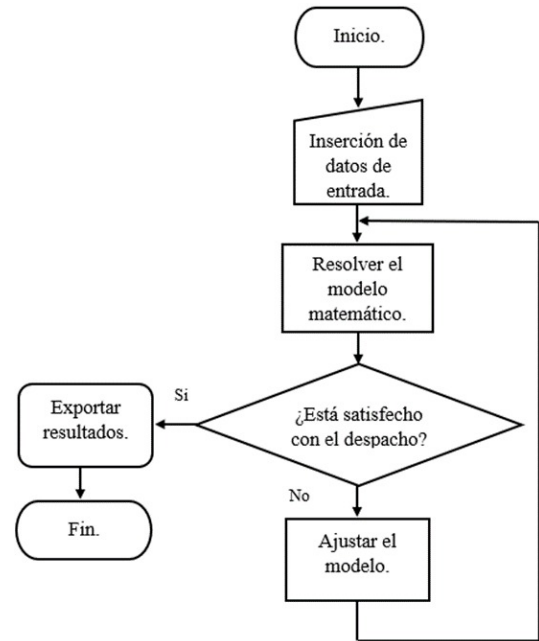 Inicio.
Inserción de
datos de
entrada.
Resolver el
modelo
matemático.
¿Está satisfecho
con el despacho?
Si
Exportar
resultados.
Fin.
No
Ajustar el
modelo.